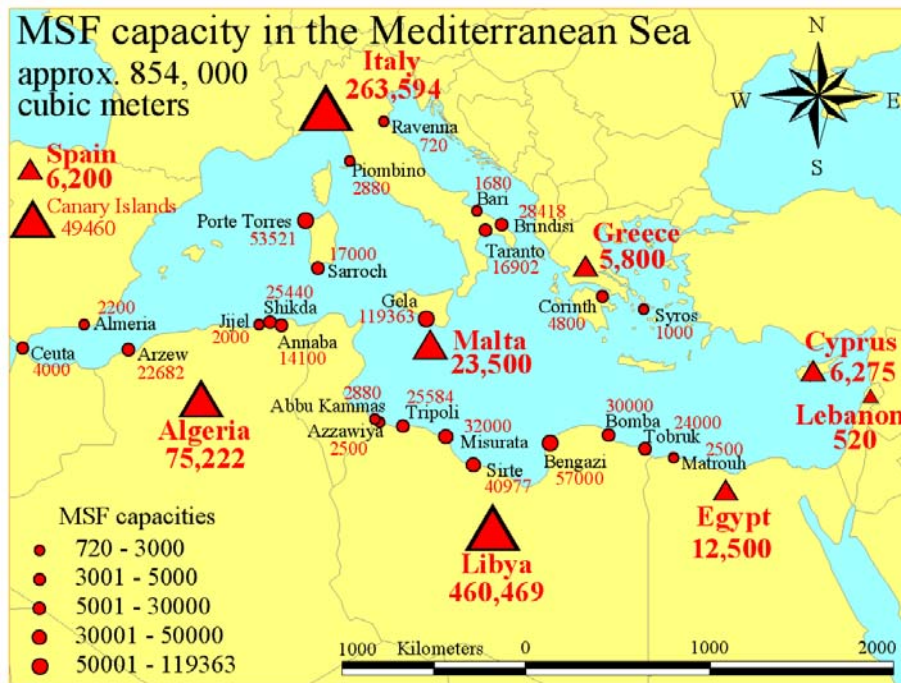 MSF capacity in the Mediterranean Sea
approx. 854, 000
cubic meters
Italy
263,594
N
W
E
S
Ravenna
720
Piombino
2880
Spain
6,200
Canary Islands
49460
Porte Torres
53521
17000
Sarroch
1680
Bari
28418
Brindisi
Taranto
16902
Greece
5,800
Corinth
4800
Syros
1000
2200
Almeria
Ceuta
4000
Arzew
22682
25440
Shikda
Jijel
2000
Annaba
14100
Gela
119363
Malta
23,500
Cyprus
6,275
Lebanon
520
Algeria
75,222
2880
Abbu Kammas
Azzawiya
2500
25584
Tripoli
32000
Misurata
Sirte
40977
Bengazi
57000
30000
Bomba
24000
Tobruk
2500
Matrouh
Egypt
12,500
Libya
460,469
MSF capacities
720 - 3000
3001 - 5000
5001 - 30000
30001 - 50000
50001 - 119363
1000 Kilometers 0 1000 2000